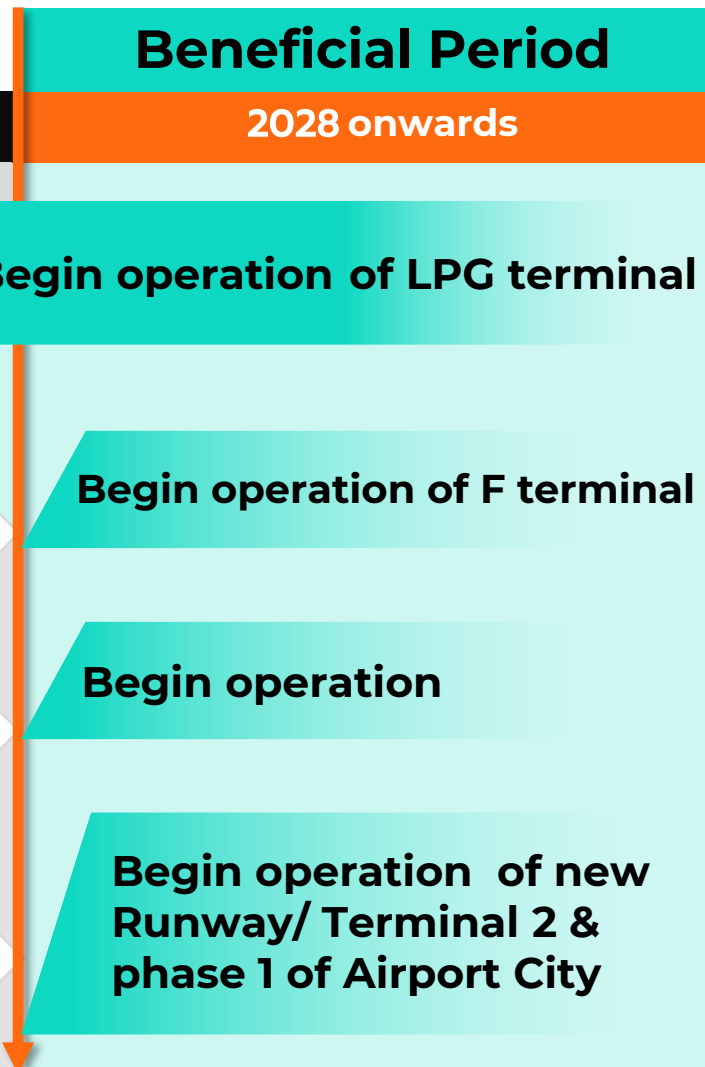 Beneficial Period
2028 onwards
Begin operation of LPG terminal
Begin operation of F terminal
Begin operation
Begin operation of new
Runway/ Terminal 2 &
phase 1 of Airport City